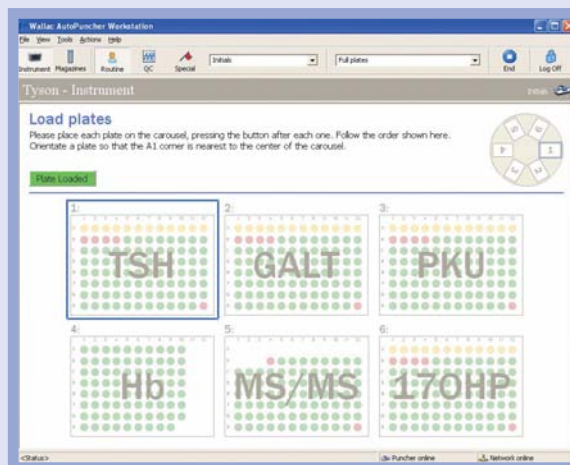 Wallac AutoPuncher Workstation
File View Tools Actions Help
Instrument Magazines Routine QC Special Initials Full plates End Log Off
Tyson - Instrument
Initials
Load plates
Please place each plate on the carousel, pressing the button after each one. Follow the order shown here.
Orientate a plate so that the A1 corner is nearest to the center of the carousel.
Plate Loaded
1: 2: 3:
TSH GALT PKU
4: 5: 6:
Hb MS/MS 17OHP
<Status> Puncher online Network online